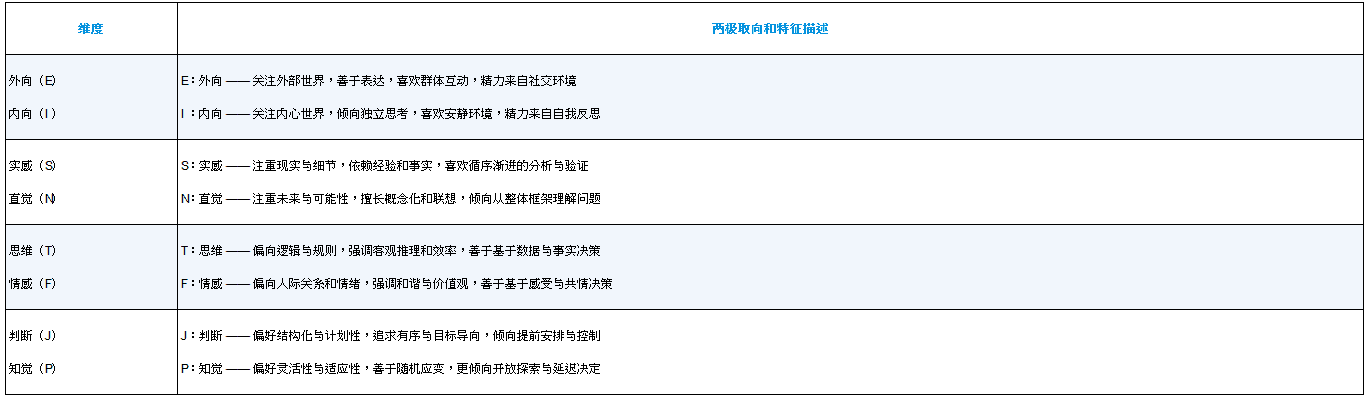 维度 两极取向和特征描述
外向（E） E：外向 —— 关注外部世界，善于表达，喜欢群体互动，精力来自社交环境
内向（I） I：内向 —— 关注内心世界，倾向独立思考，喜欢安静环境，精力来自自我反思
实感（S） S：实感 —— 注重现实与细节，依赖经验和事实，喜欢循序渐进的分析与验证
直觉（N） N：直觉 —— 注重未来与可能性，擅长概念化和联想，倾向从整体框架理解问题
思维（T） T：思维 —— 偏向逻辑与规则，强调客观推理和效率，善于基于数据与事实决策
情感（F） F：情感 —— 偏向人际关系和情绪，强调和谐与价值观，善于基于感受与共情决策
判断（J） J：判断 —— 偏好结构化与计划性，追求有序与目标导向，倾向提前安排与控制
知觉（P） P：知觉 —— 偏好灵活性与适应性，善于随机应变，更倾向开放探索与延迟决定